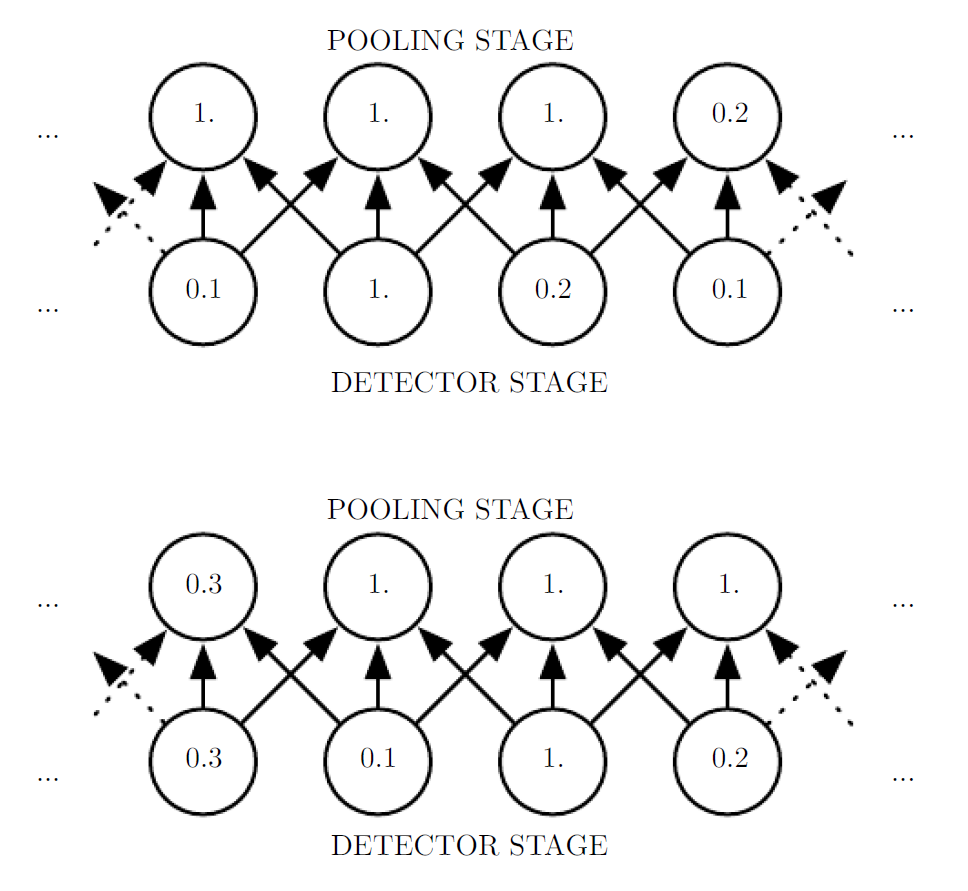 POOLING STAGE
... 1. 1. 1. 0.2 ...
... 0.1 1. 0.2 0.1 ...
DETECTOR STAGE
POOLING STAGE
... 0.3 1. 1. 1. ...
... 0.3 0.1 1. 0.2 ...
DETECTOR STAGE